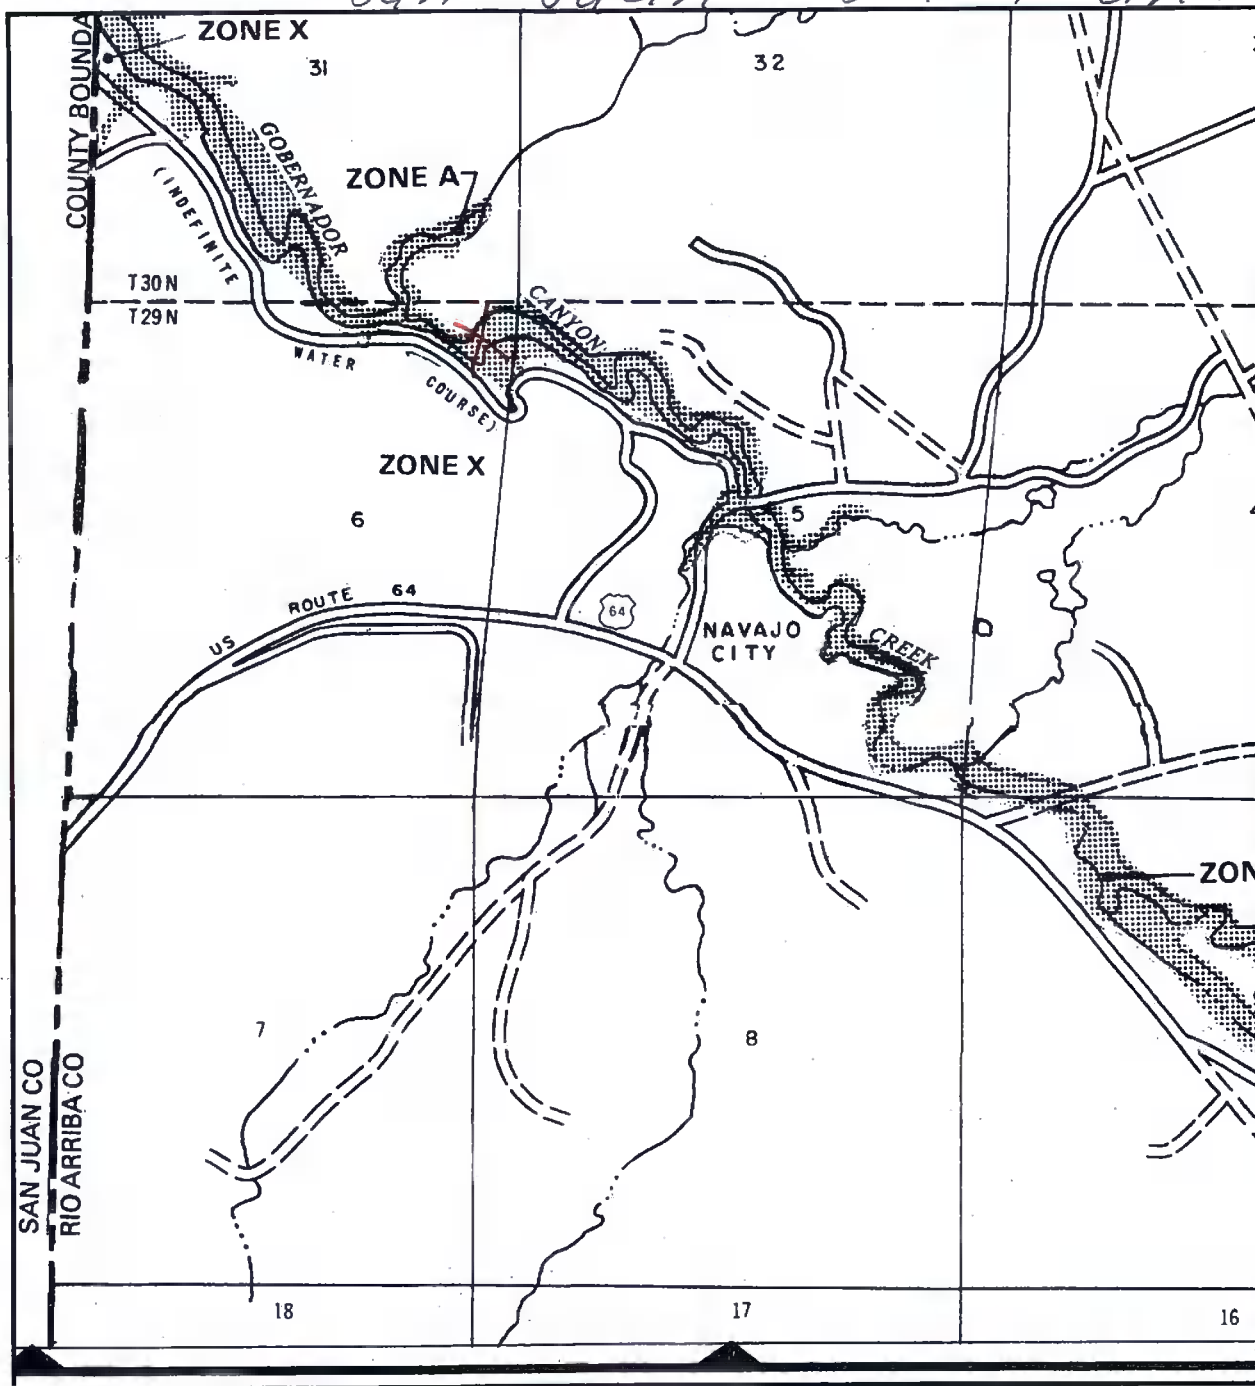 ZONE X
31
32
COUNTY BOUNDA
GOBERNADOR
ZONE A
(INDEFINITE
T30N
T29N
CANYON
WATER
COURSE)
ZONE X
6
5
US ROUTE 64
64
NAVAJO
CITY
CREEK
ZON
7
8
SAN JUAN CO
RIO ARRIBA CO
18
17
16